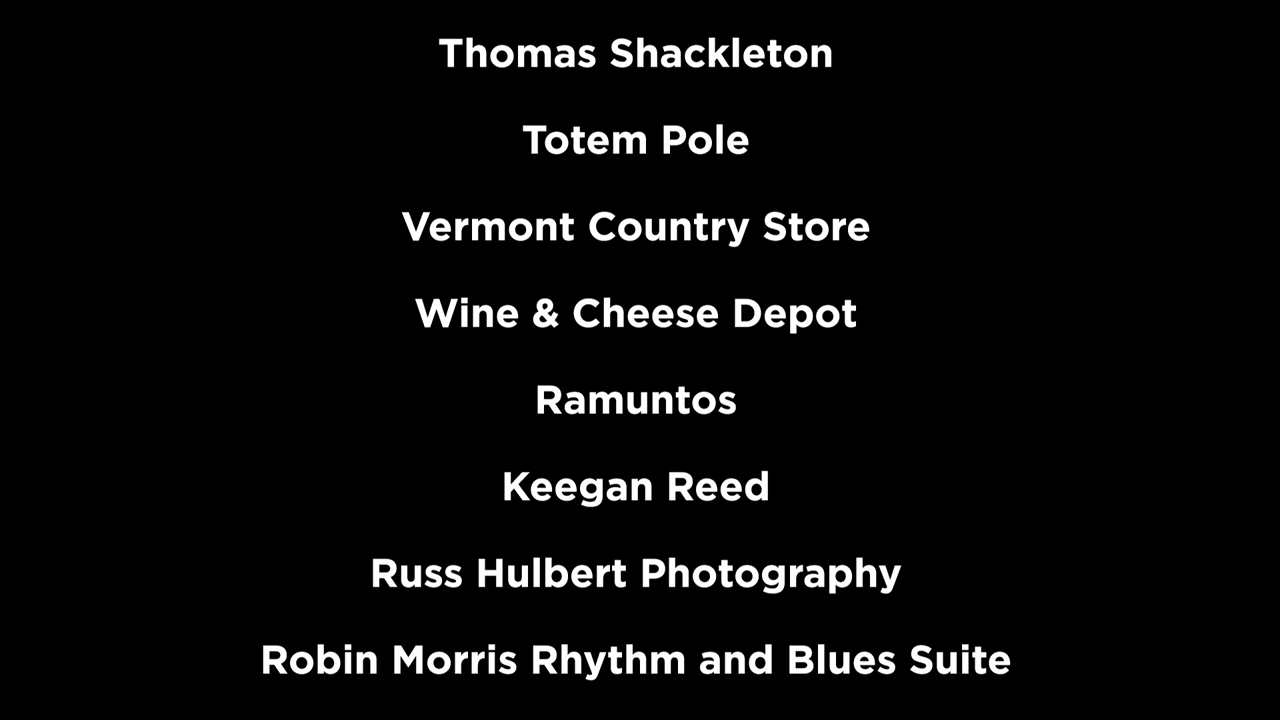 Thomas Shackleton
Totem Pole
Vermont Country Store
Wine & Cheese Depot
Ramuntos
Keegan Reed
Russ Hulbert Photography
Robin Morris Rhythm and Blues Suite